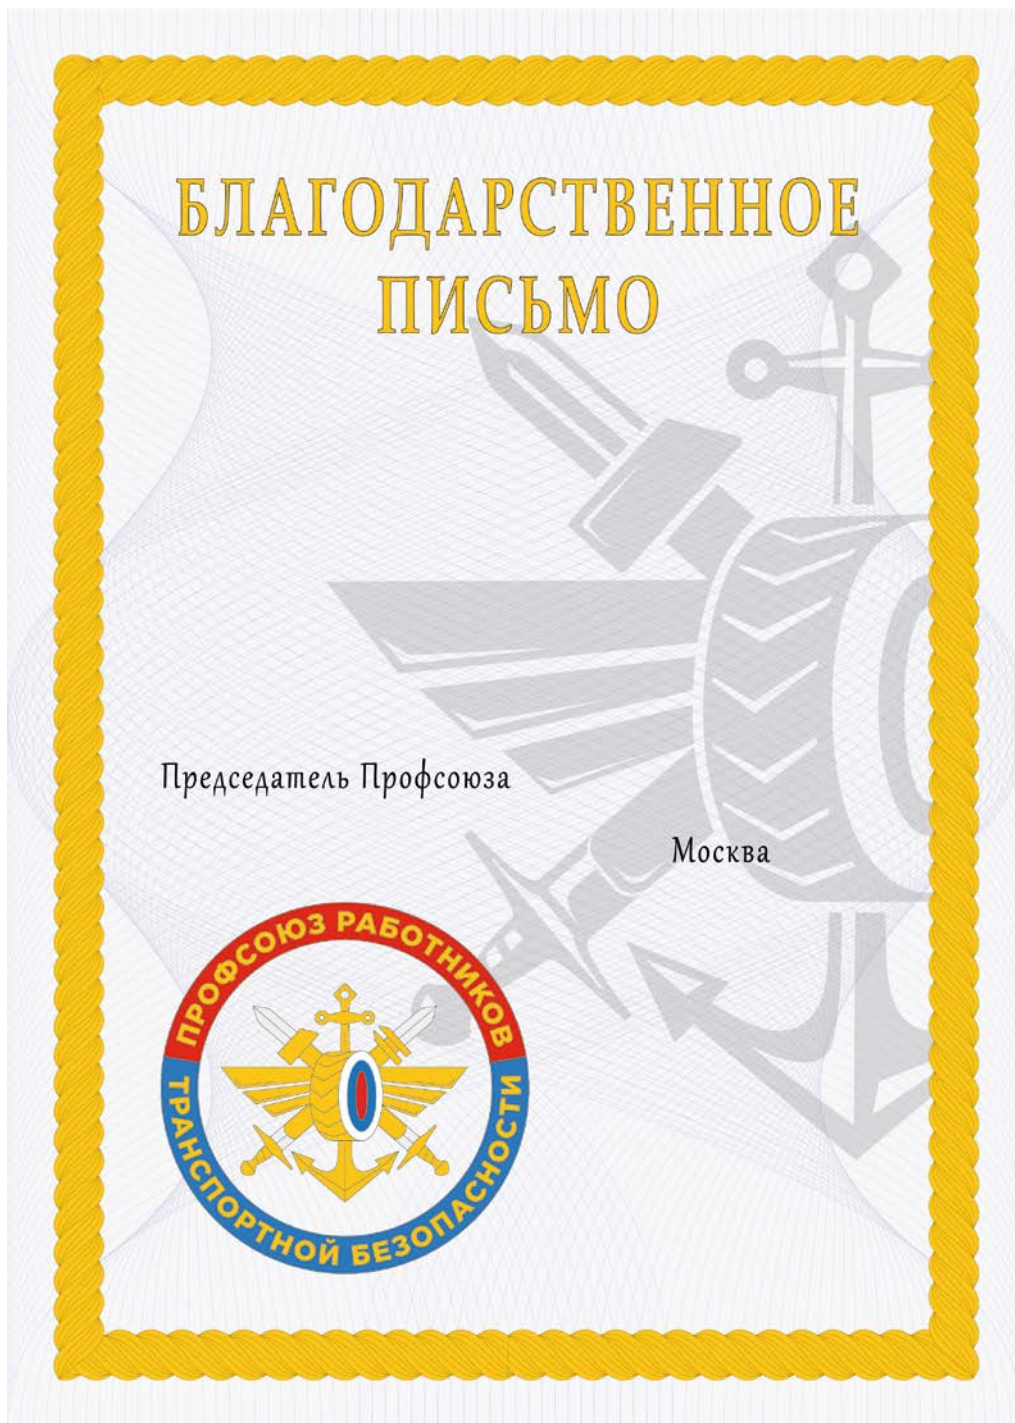 БЛАГОДАРСТВЕННОЕ
ПИСЬМО
Председатель Профсоюза
Москва
ПРОФСОЮЗ РАБОТНИКОВ
ТРАНСПОРТНОЙ БЕЗОПАСНОСТИ